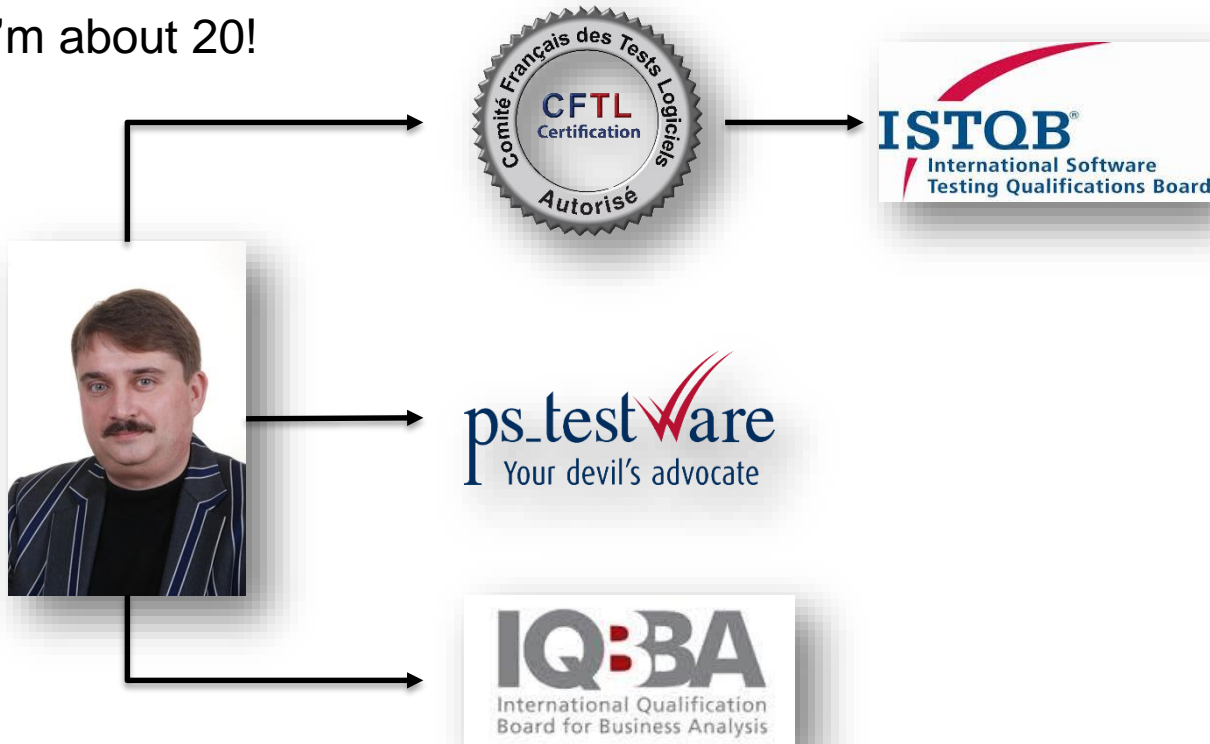 'm about 20!
Comité Français des Tests Logiciels
CFTL
Certification
Autorisé
ISTQB®
International Software
Testing Qualifications Board
ps_testware
Your devil's advocate
IQBBA
International Qualification
Board for Business Analysis